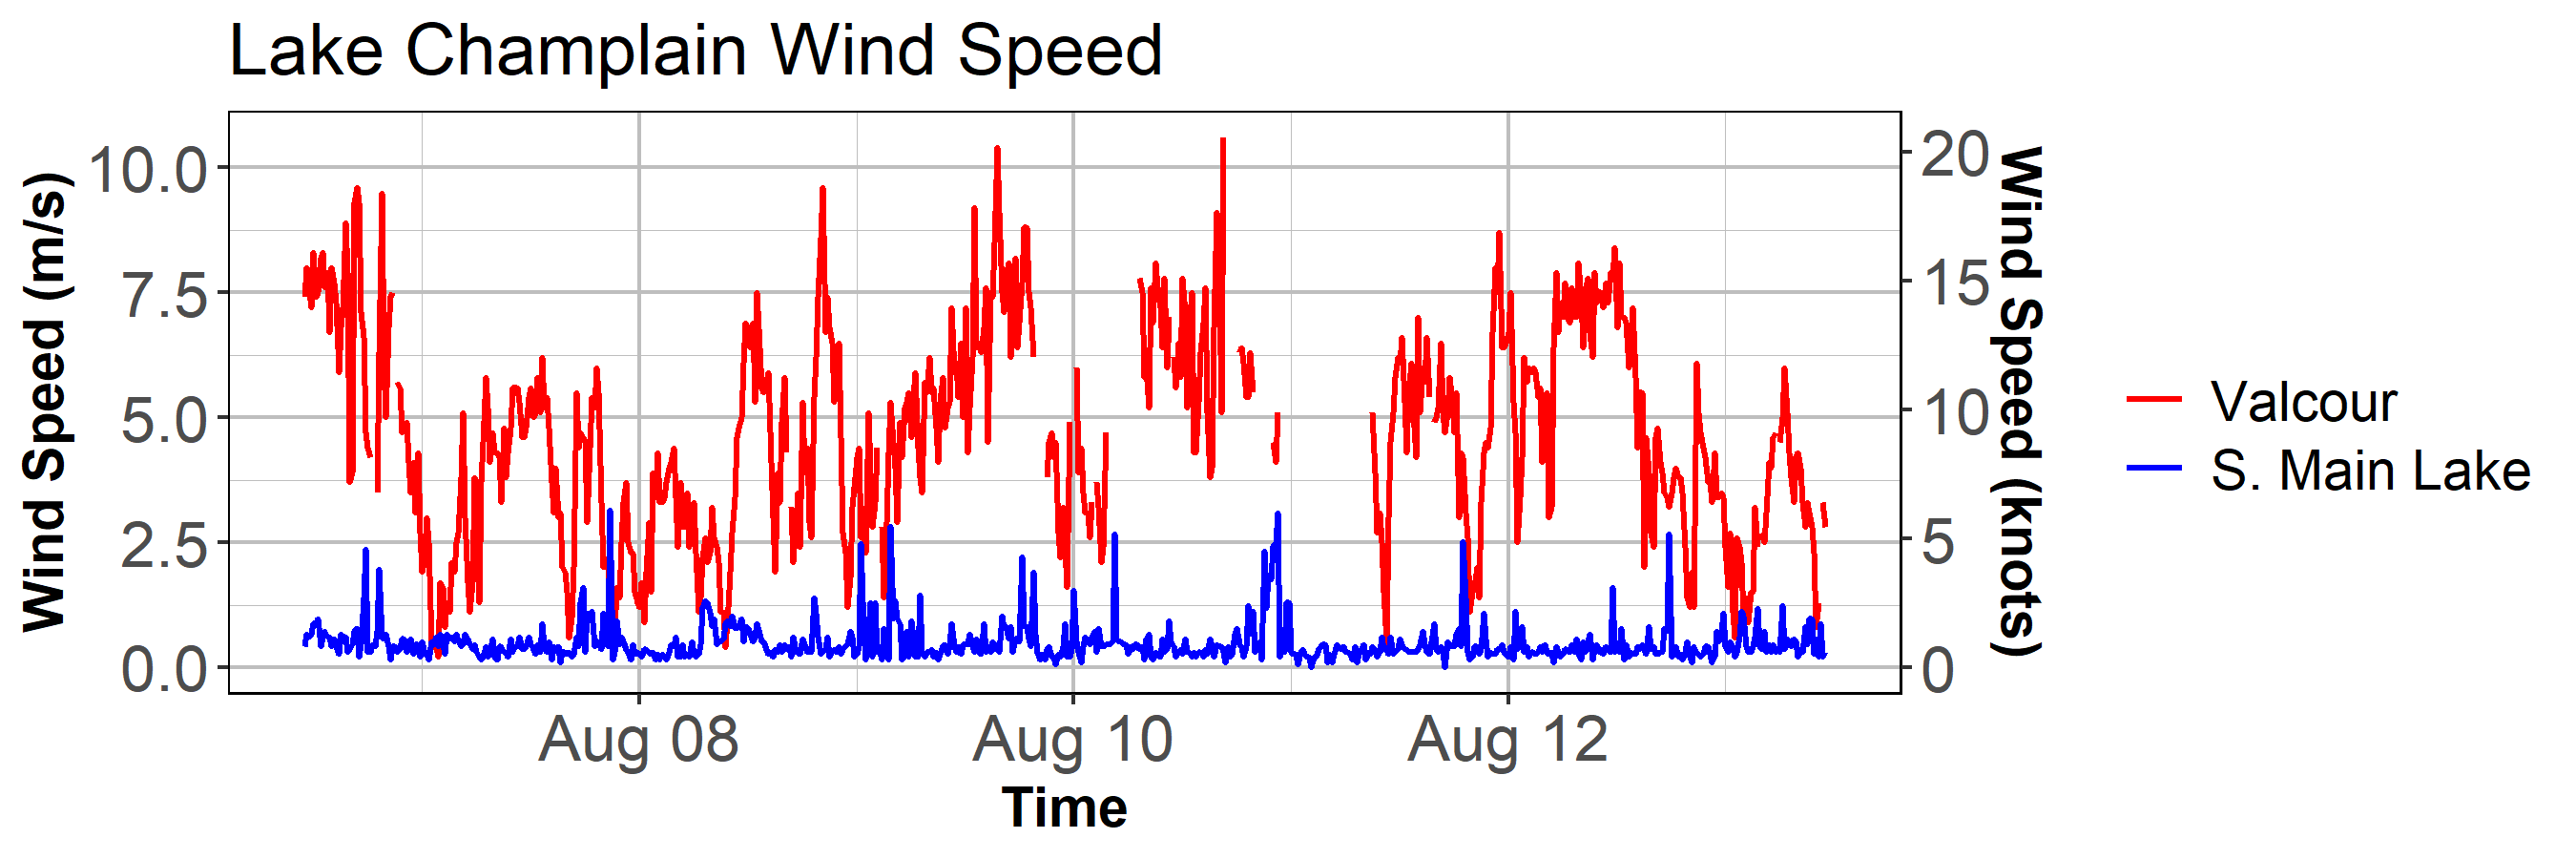 Lake Champlain Wind Speed
Wind Speed (m/s)
10.0
7.5
5.0
2.5
0.0
20
15
10
5
0
Wind Speed (knots)
Aug 08
Aug 10
Aug 12
Time
Valcour
S. Main Lake